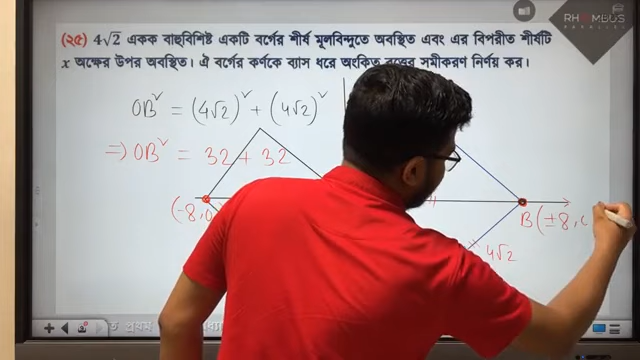 RHOMBUS
PARALLEL
(২৫) 4√2 একক বাহুবিশিষ্ট একটি বর্গের শীর্ষ মূলবিন্দুতে অবস্থিত এবং এর বিপরীত শীর্ষটি
x অক্ষের উপর অবস্থিত। ঐ বর্গের কর্ণকে ব্যাস ধরে অংকিত বৃত্তের সমীকরণ নির্ণয় কর।
OB² = (4√2)² + (4√2)²
⇒ OB² = 32 + 32
(-8,0
B(±8, 0
4√2